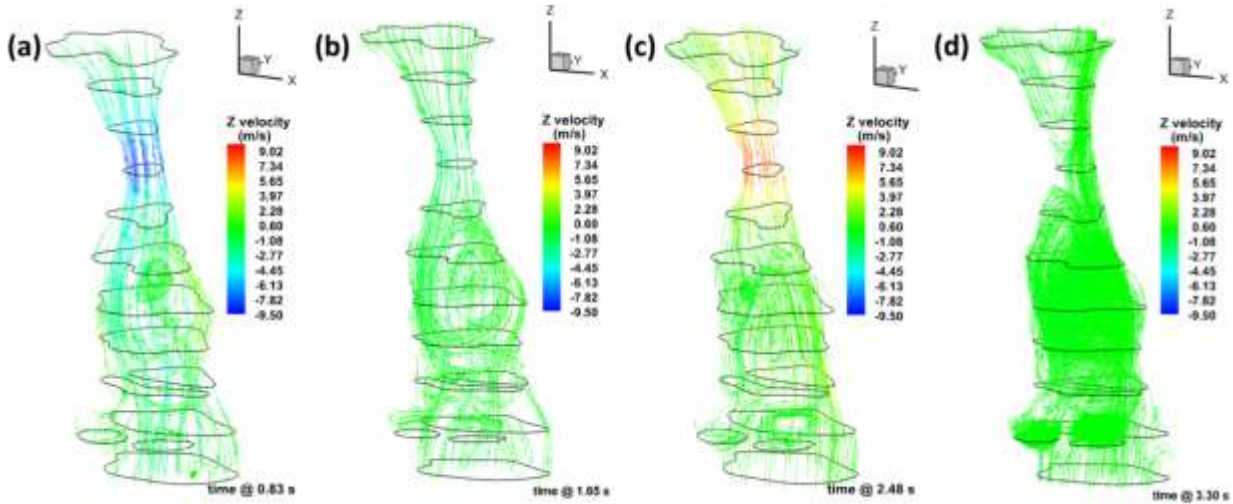 (a)
Z
Y
X
Z velocity
(m/s)
9.02
7.34
5.65
3.97
2.28
0.60
-1.08
-2.77
-4.45
-6.13
-7.82
-9.50
time @ 0.83 s
(b)
Z
Y
X
Z velocity
(m/s)
9.02
7.34
5.65
3.97
2.28
0.60
-1.08
-2.77
-4.45
-6.13
-7.82
-9.50
time @ 1.65 s
(c)
Z
Y
Z velocity
(m/s)
9.02
7.34
5.65
3.97
2.28
0.60
-1.08
-2.77
-4.45
-6.13
-7.82
-9.50
time @ 2.48 s
(d)
Z
Y
X
Z velocity
(m/s)
9.02
7.34
5.65
3.97
2.28
0.60
-1.08
-2.77
-4.45
-6.13
-7.82
-9.50
time @ 3.30 s